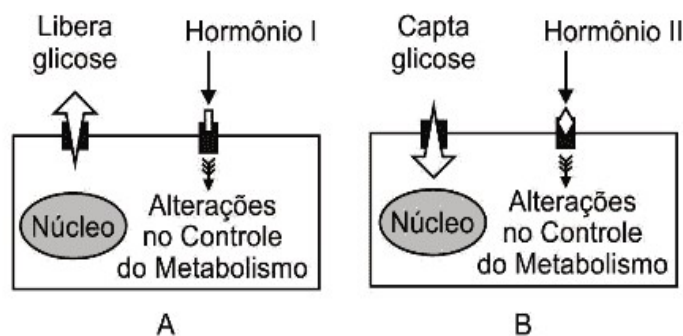 Libera
glicose
Hormônio I
Núcleo
Alterações
no Controle
do Metabolismo
A
Capta
glicose
Hormônio II
Núcleo
Alterações
no Controle
do Metabolismo
B